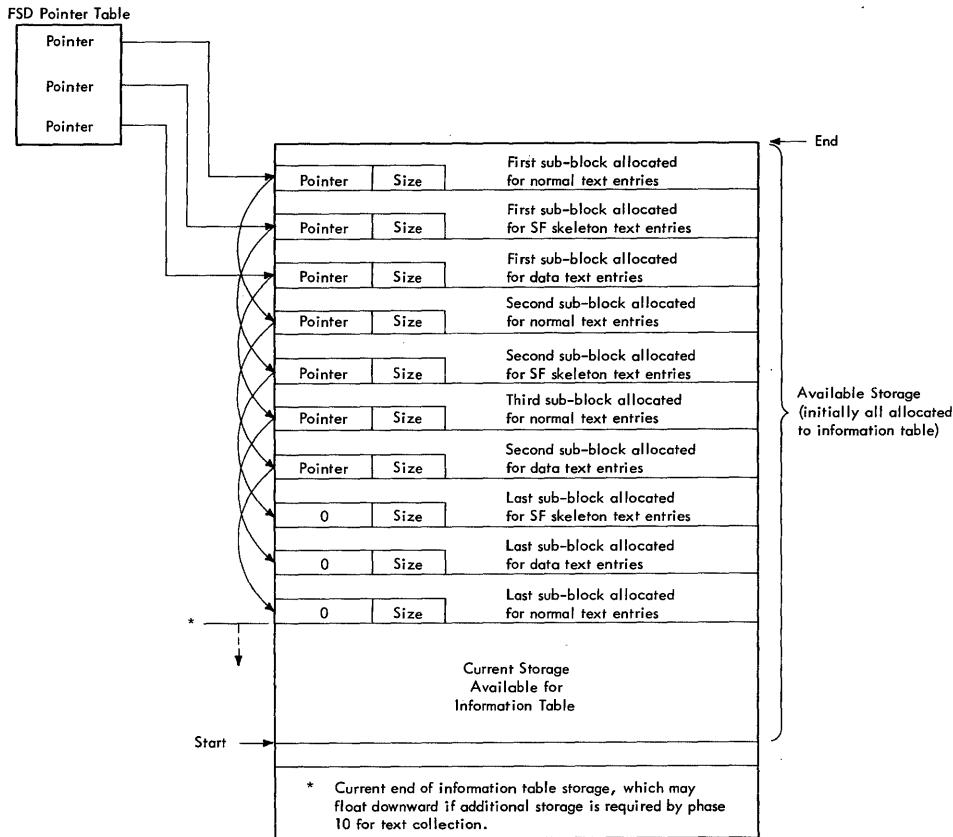 FSD Pointer Table
Pointer
Pointer
Pointer
End
First sub-block allocated
Pointer Size for normal text entries
First sub-block allocated
Pointer Size for SF skeleton text entries
First sub-block allocated
Pointer Size for data text entries
Second sub-block allocated
Pointer Size for normal text entries
Second sub-block allocated
Pointer Size for SF skeleton text entries
Third sub-block allocated
Pointer Size for normal text entries
Second sub-block allocated
Pointer Size for data text entries
Last sub-block allocated
0 Size for SF skeleton text entries
Last sub-block allocated
0 Size for data text entries
Last sub-block allocated
0 Size for normal text entries
Available Storage
(initially all allocated
to information table)
*
Current Storage
Available for
Information Table
Start
* Current end of information table storage, which may
float downward if additional storage is required by phase
10 for text collection.